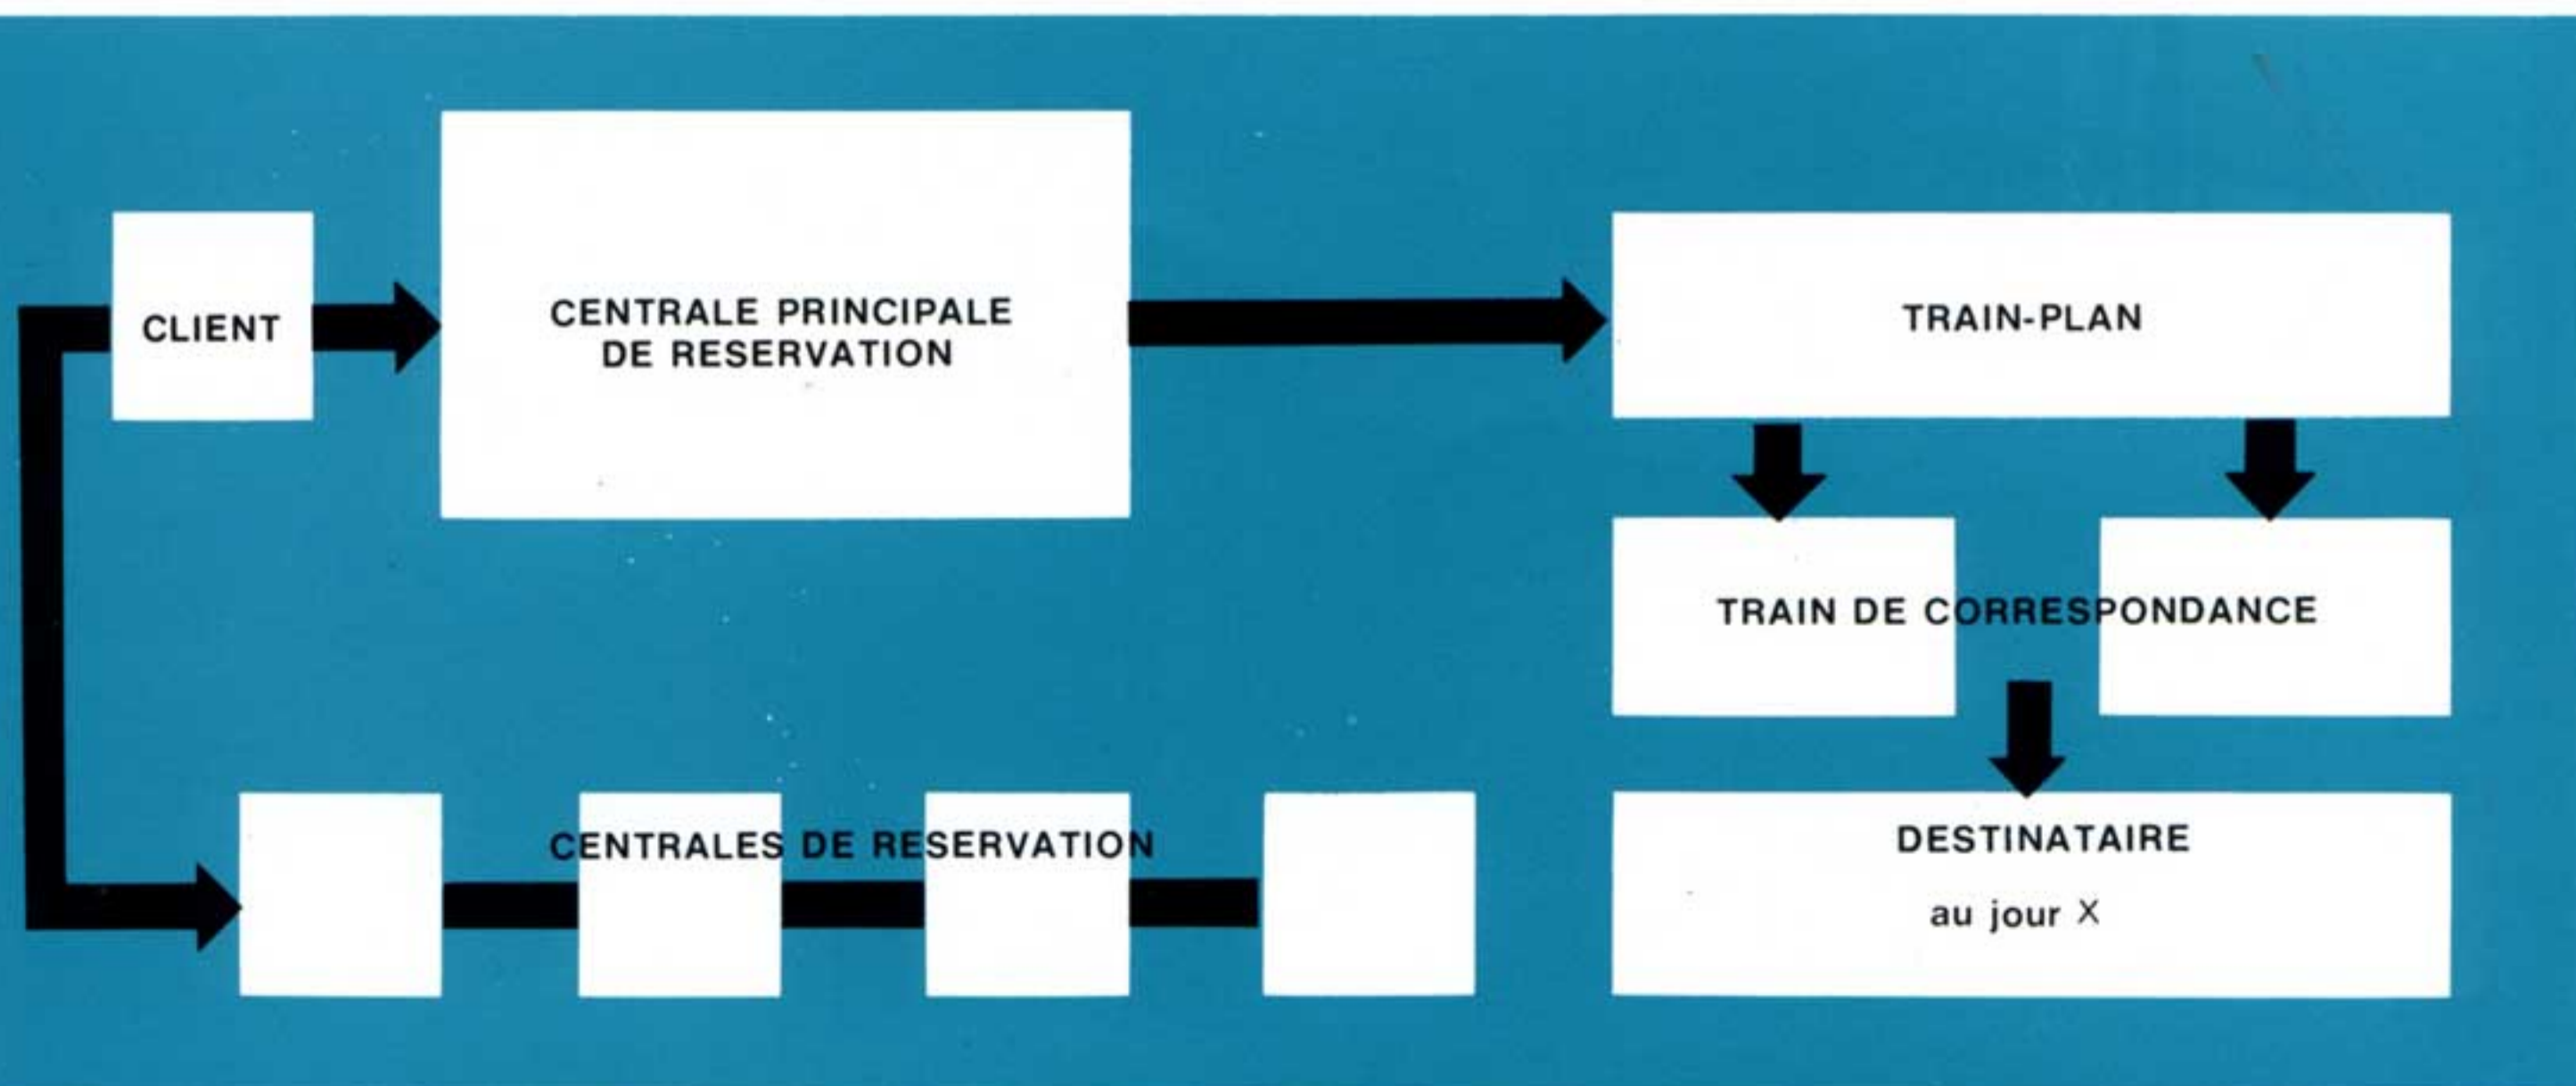 CLIENT
CENTRALE PRINCIPALE
DE RESERVATION
TRAIN-PLAN
TRAIN DE CORRESPONDANCE
CENTRALES DE RESERVATION
DESTINATAIRE
au jour X